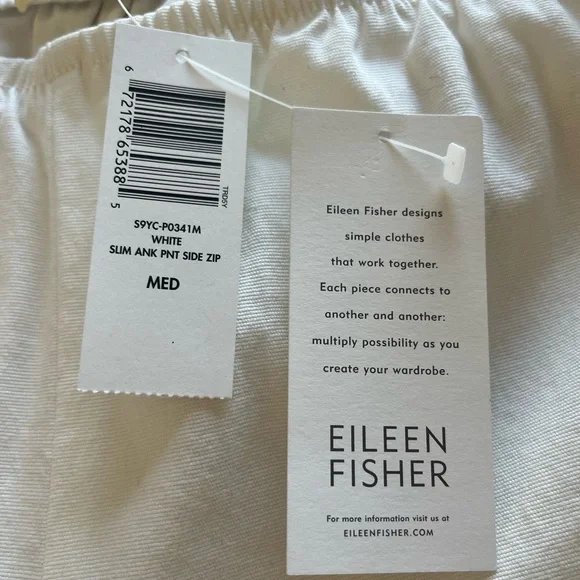 6 72178 65388 5
TRDSY
S9YC-P0341M
WHITE
SLIM ANK PNT SIDE ZIP
MED
Eileen Fisher designs
simple clothes
that work together.
Each piece connects to
another and another:
multiply possibility as you
create your wardrobe.
EILEEN
FISHER
For more information visit us at
EILEENFISHER.COM